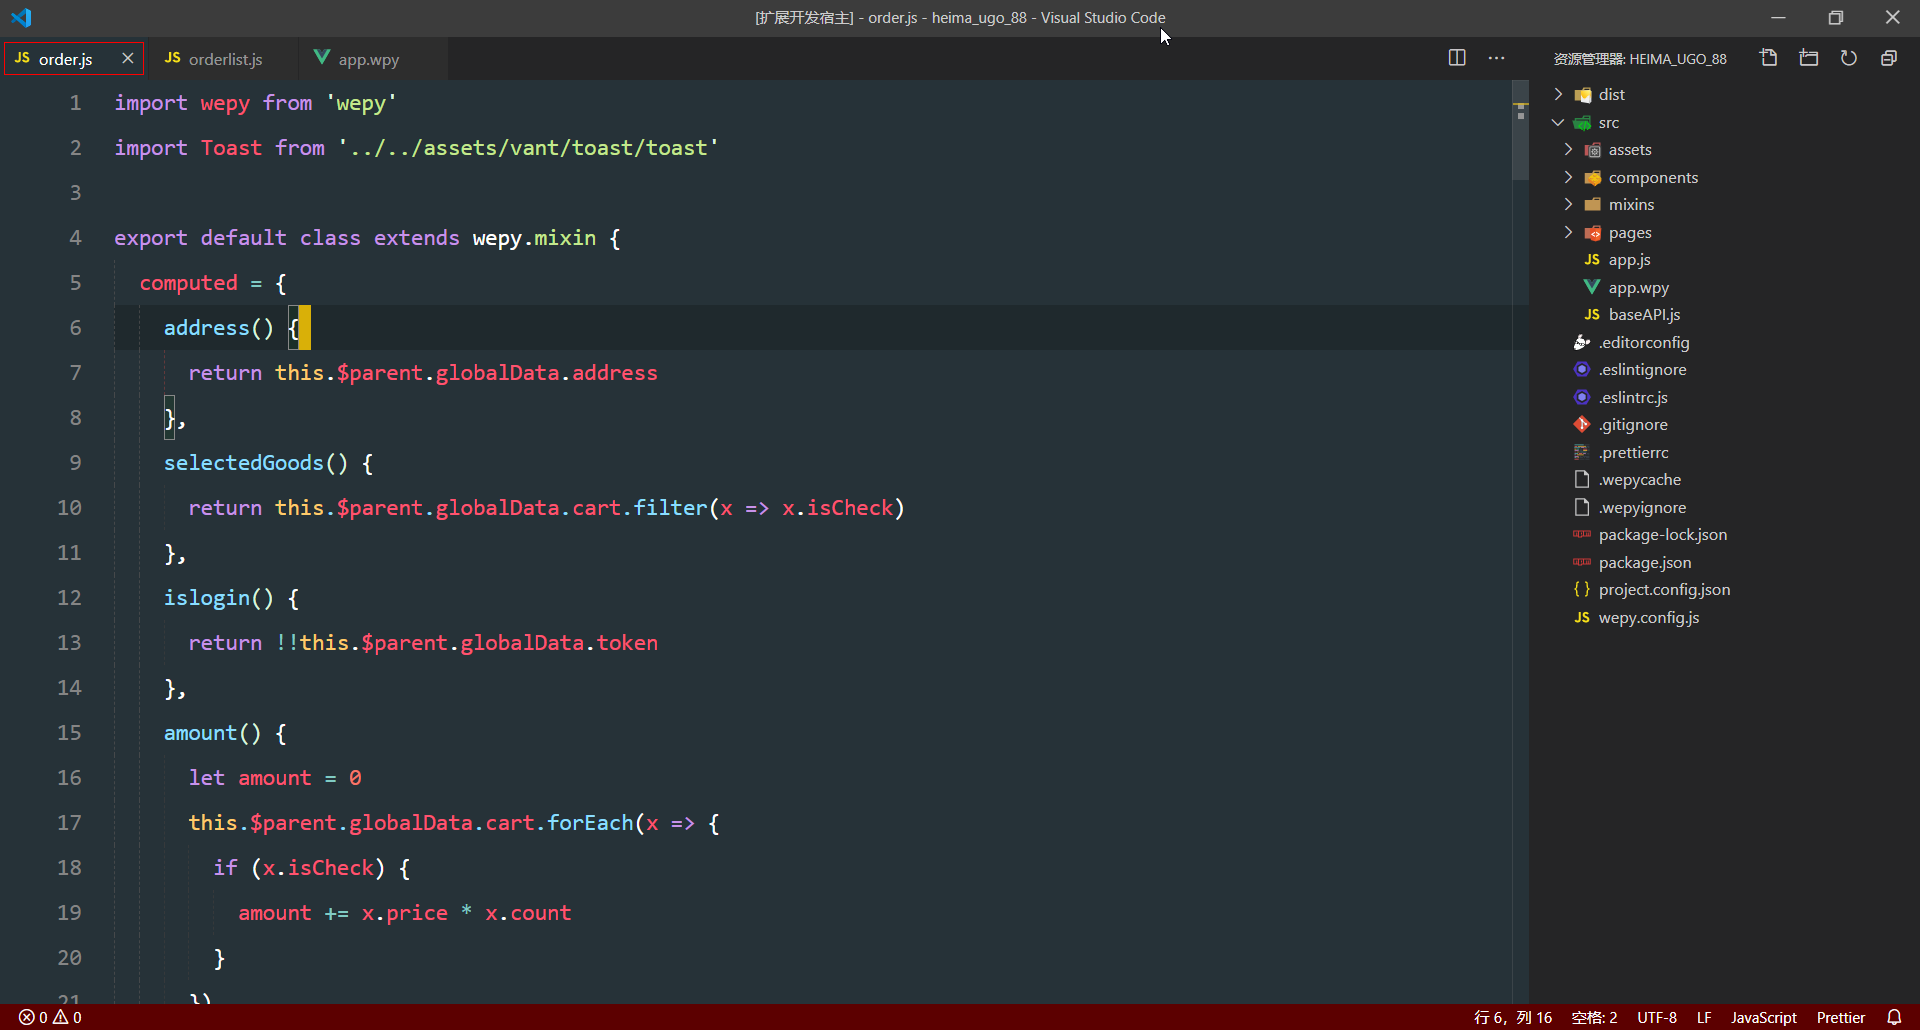 [扩展开发宿主] - order.js - heima_ugo_88 - Visual Studio Code
JS order.js
JS orderlist.js
app.wpy
1 import wepy from 'wepy'
2 import Toast from '../../assets/vant/toast/toast'
3
4 export default class extends wepy.mixin {
5 computed = {
6 address() {
7 return this.$parent.globalData.address
8 },
9 selectedGoods() {
10 return this.$parent.globalData.cart.filter(x => x.isCheck)
11 },
12 islogin() {
13 return !!this.$parent.globalData.token
14 },
15 amount() {
16 let amount = 0
17 this.$parent.globalData.cart.forEach(x => {
18 if (x.isCheck) {
19 amount += x.price * x.count
20 }
21 })
资源管理器: HEIMA_UGO_88
dist
src
assets
components
mixins
pages
JS app.js
app.wpy
JS baseAPI.js
.editorconfig
.eslintignore
.eslintrc.js
.gitignore
.prettierrc
.wepycache
.wepyignore
package-lock.json
package.json
{ } project.config.json
JS wepy.config.js
0 0
行 6，列 16 空格: 2 UTF-8 LF JavaScript Prettier